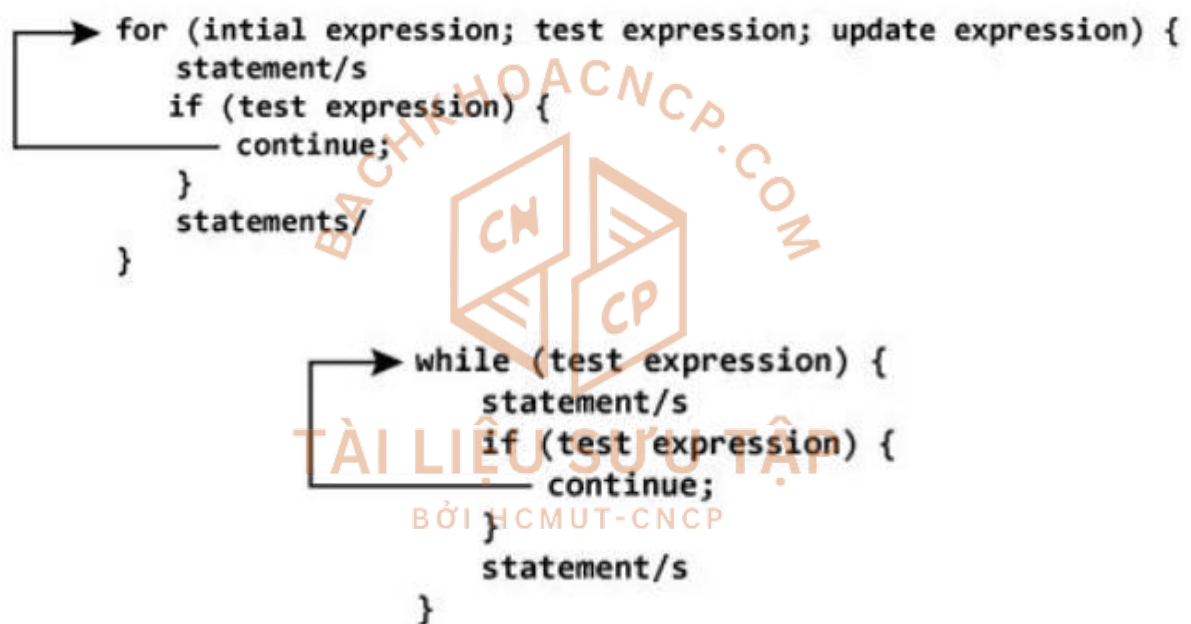 for (intial expression; test expression; update expression) {
statement/s
if (test expression) {
continue;
}
statements/
}
BACHKHOACNCP.COM
CN
CP
while (test expression) {
statement/s
if (test expression) {
continue;
}
statement/s
}
TÀI LIỆU SƯU TẬP
BỞI HCMUT-CNCP